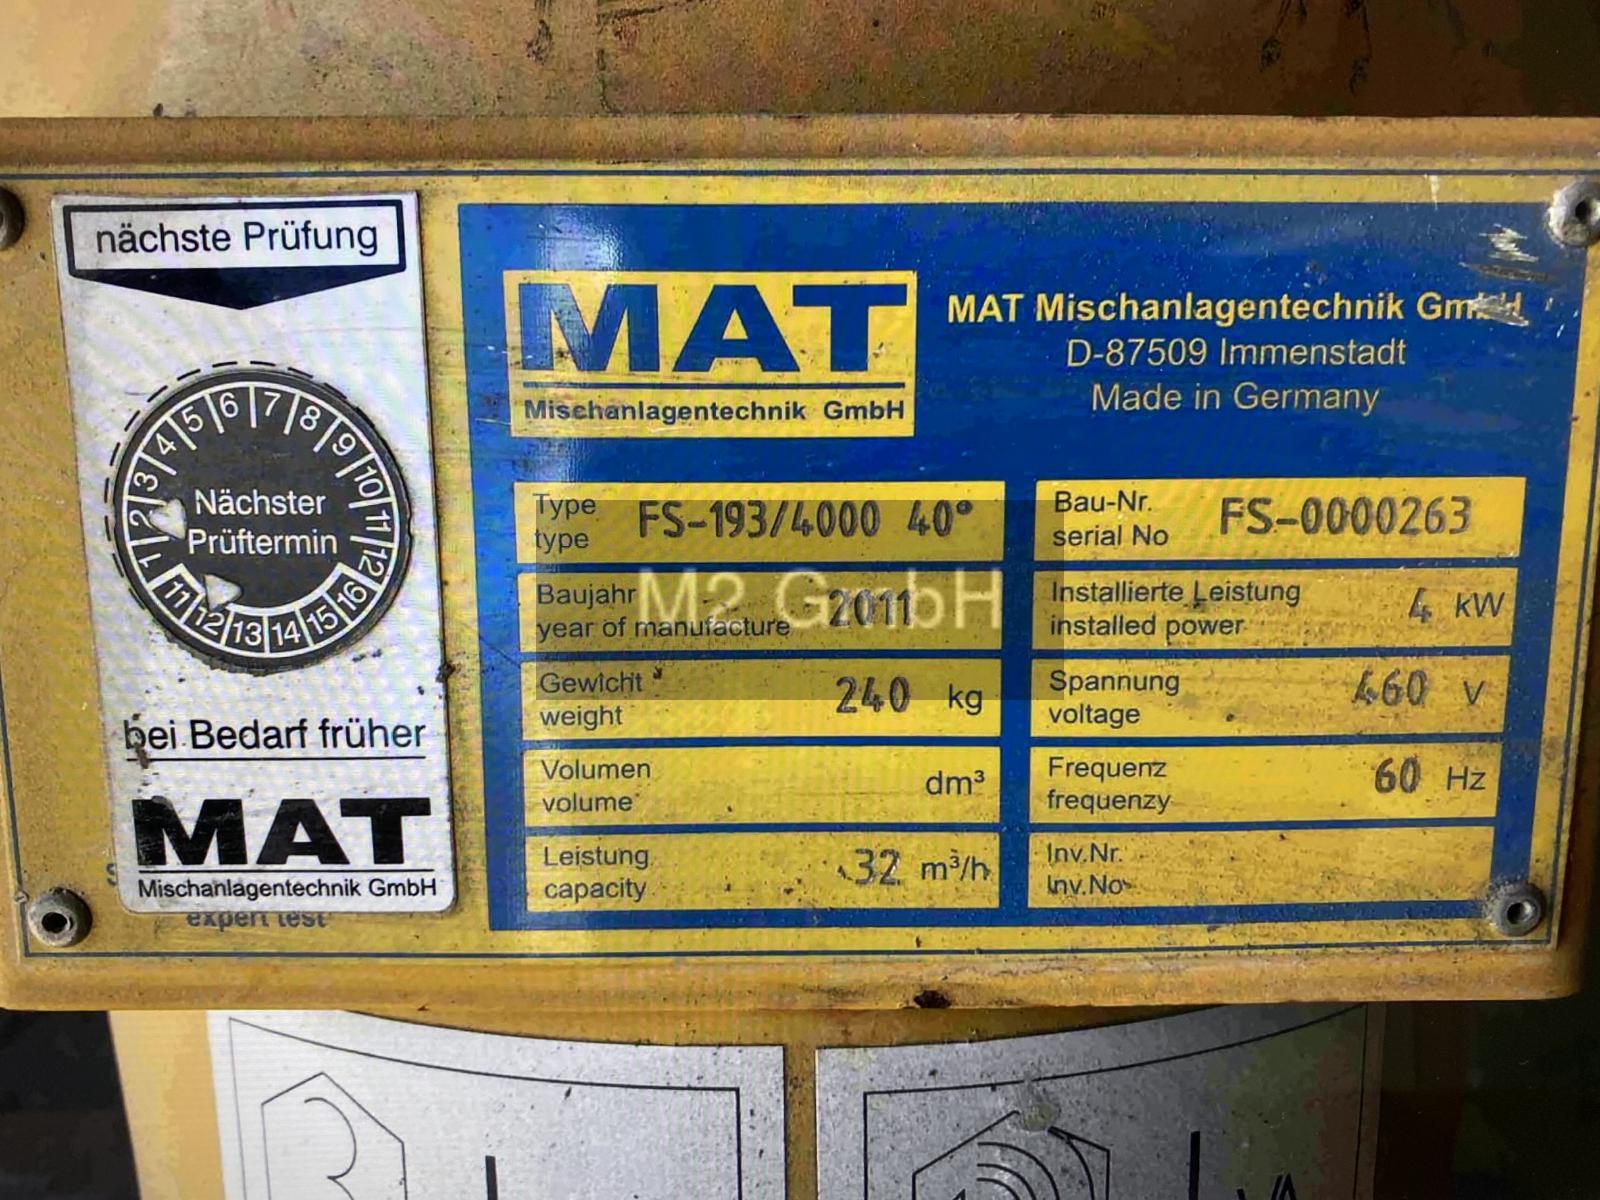 nächste Prüfung
5 6 7 8 9 10 11 12
4 3 2 1
Nächster
Prüftermin
11 12 13 14 15 16
bei Bedarf früher
MAT
Mischanlagentechnik GmbH
expert test
MAT
Mischanlagentechnik GmbH
MAT Mischanlagentechnik GmbH
D-87509 Immenstadt
Made in Germany
Type FS-193/4000 40°
type
Baujahr 2011
year of manufacture
M2 GmbH
Gewicht 240 kg
weight
Volumen dm³
volume
Leistung 32 m³/h
capacity
Bau-Nr. FS-0000263
serial No
Installierte Leistung 4 kW
installed power
Spannung 460 V
voltage
Frequenz 60 Hz
frequenzy
Inv.Nr.
Inv.No